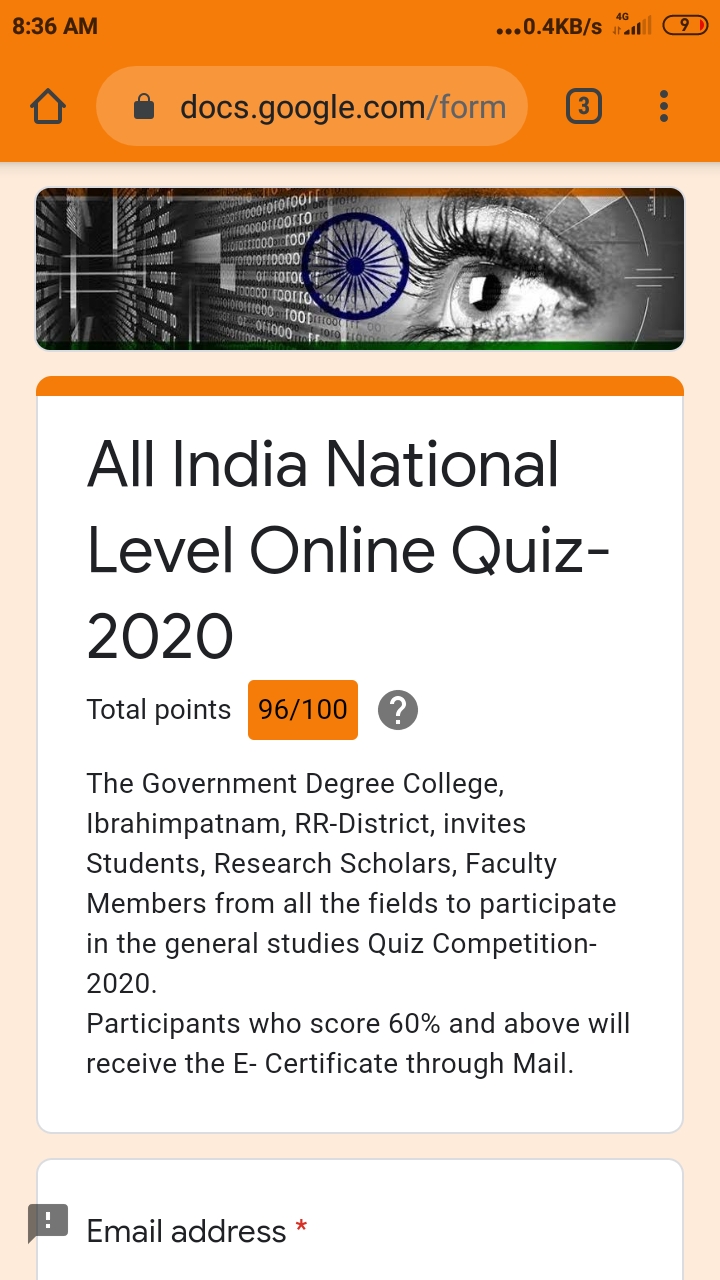 8:36 AM
...0.4KB/s 4G 9
docs.google.com/form
3
All India National
Level Online Quiz-
2020
Total points 96/100 ?
The Government Degree College,
Ibrahimpatnam, RR-District, invites
Students, Research Scholars, Faculty
Members from all the fields to participate
in the general studies Quiz Competition-
2020.
Participants who score 60% and above will
receive the E- Certificate through Mail.
Email address *